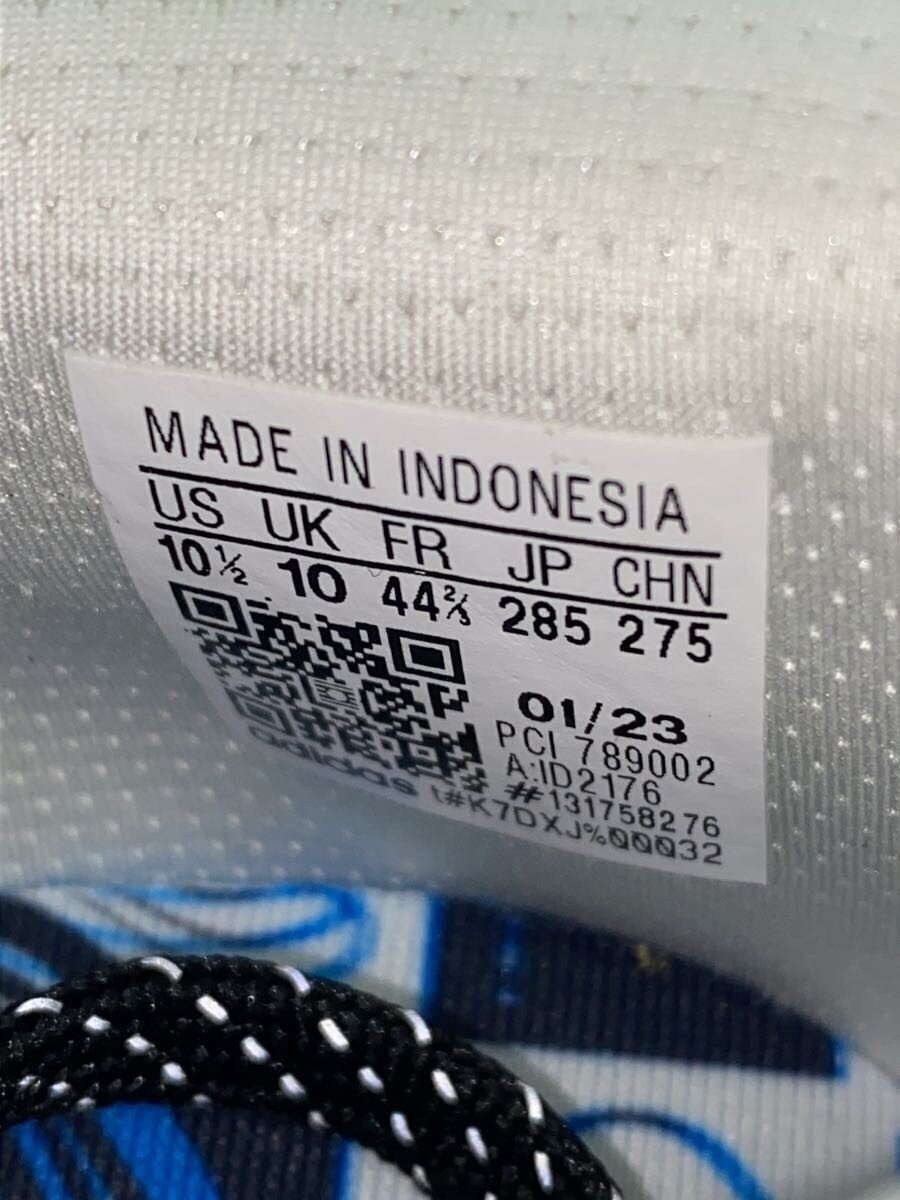 MADE IN INDONESIA
US UK FR JP CHN
10½ 10 44⅔ 285 275
01/23
PCI 789002
A:ID2176
#131758276
adidas t#K7DXJ%00032